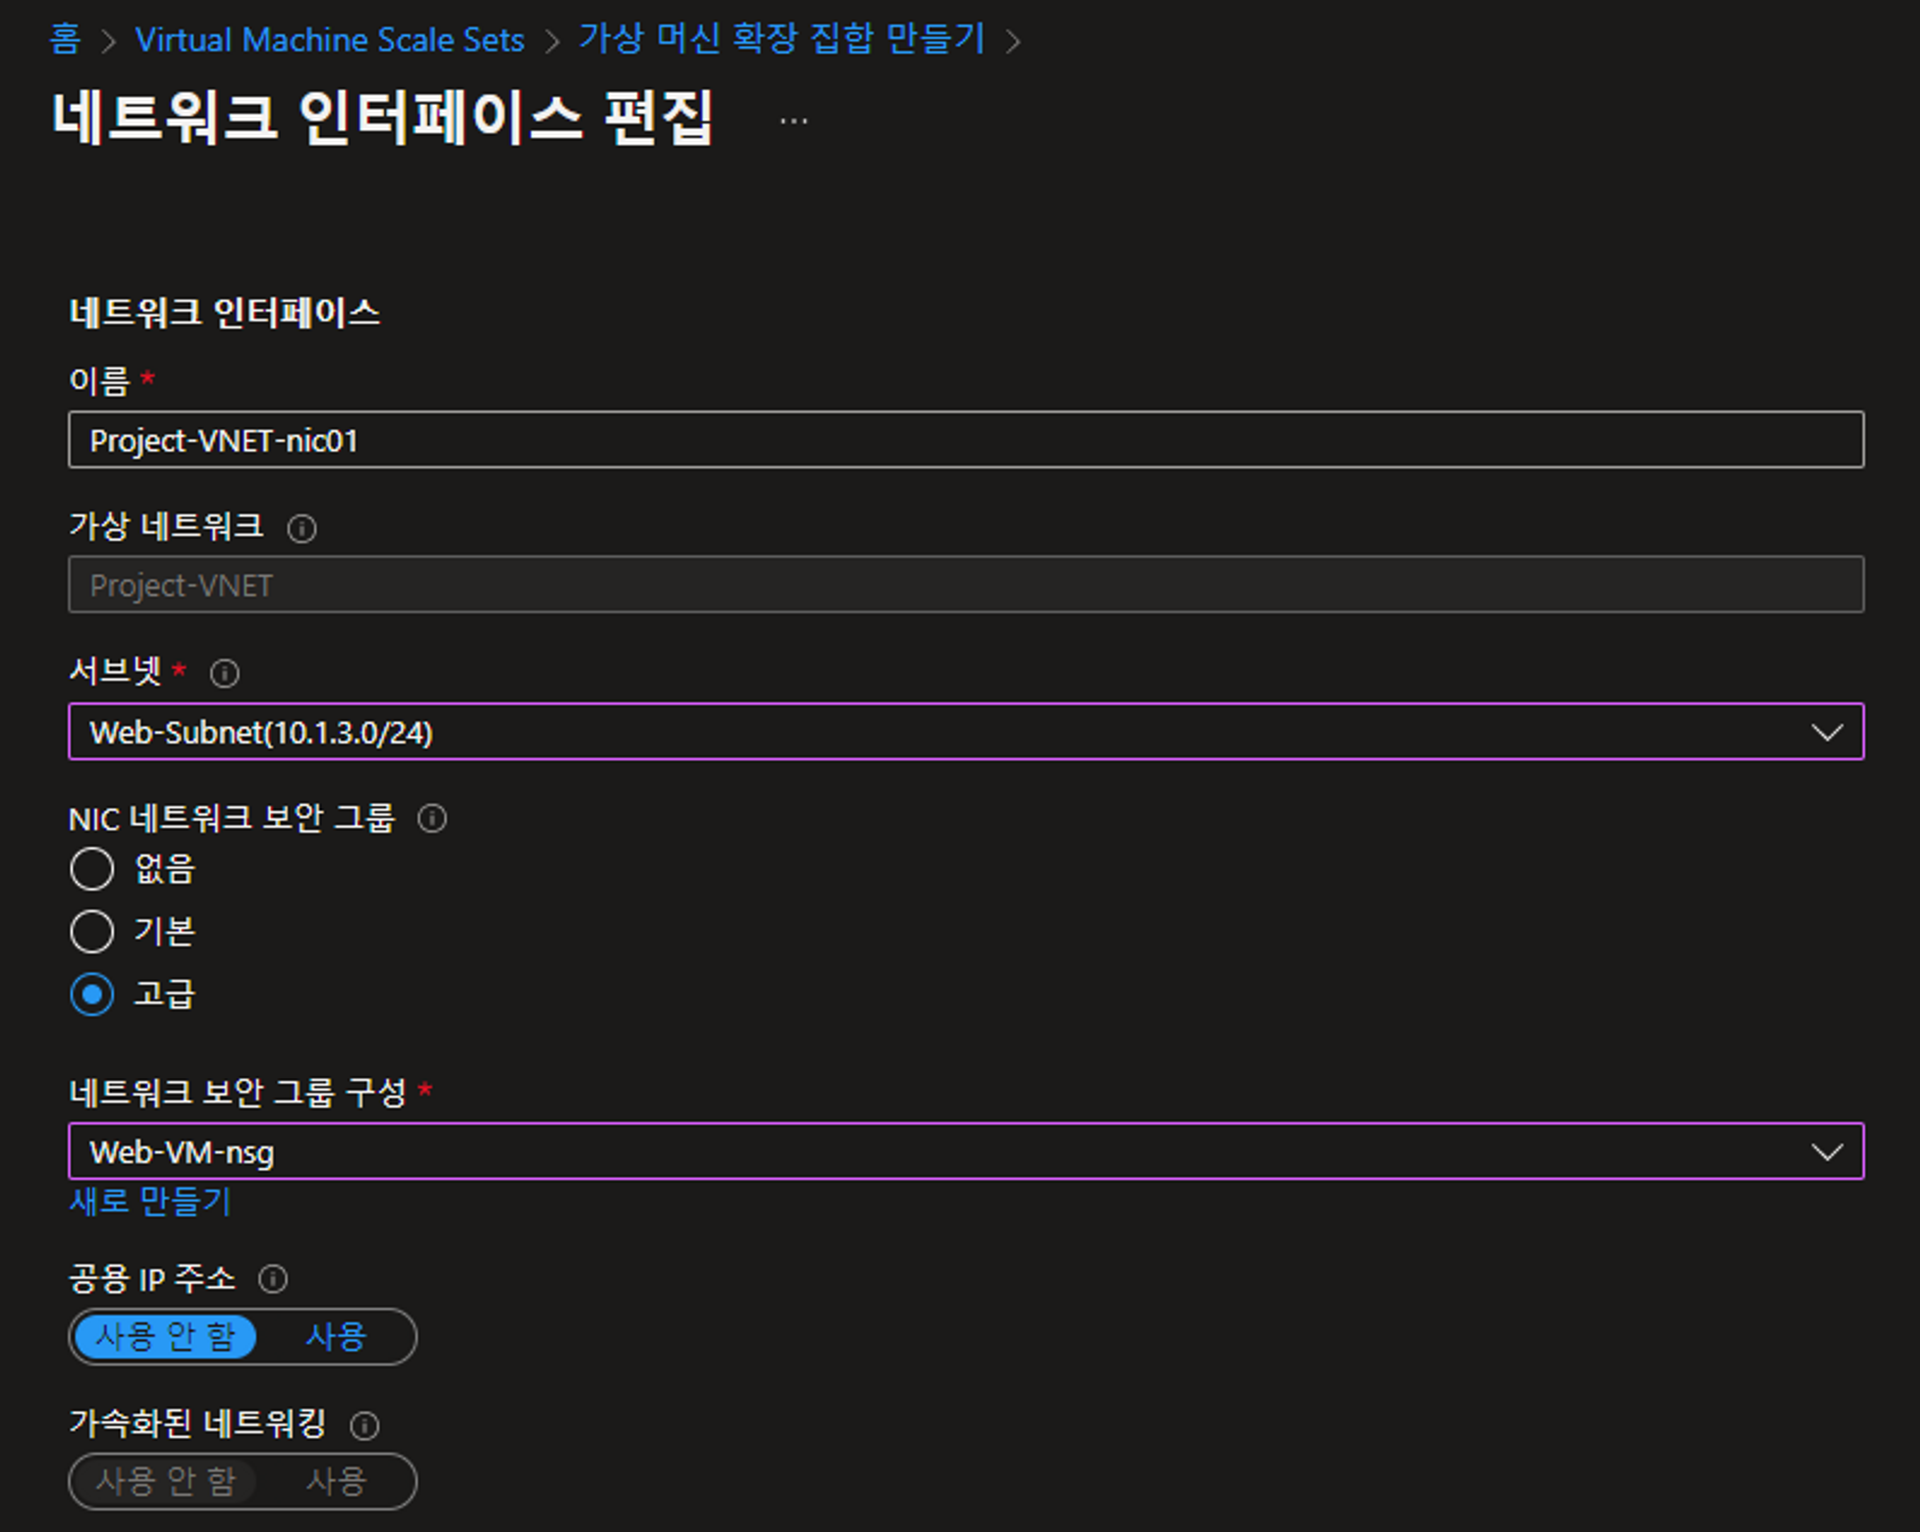 홈 > Virtual Machine Scale Sets > 가상 머신 확장 집합 만들기 >
네트워크 인터페이스 편집 ...
네트워크 인터페이스
이름 *
Project-VNET-nic01
가상 네트워크
Project-VNET
서브넷 *
Web-Subnet(10.1.3.0/24)
NIC 네트워크 보안 그룹
없음
기본
고급
네트워크 보안 그룹 구성 *
Web-VM-nsg
새로 만들기
공용 IP 주소
사용 안 함 사용
가속화된 네트워킹
사용 안 함 사용